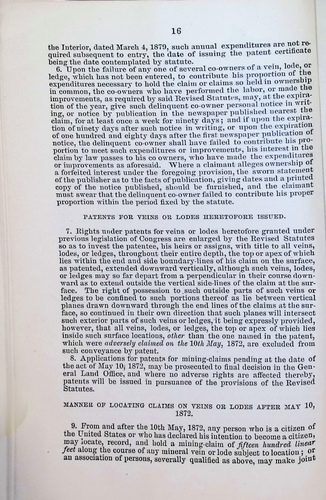 16
the Interior, dated March 4, 1879, such annual expenditures are not re-
quired subsequent to entry, the date of issuing the patent certificate
being the date contemplated by statute.
6. Upon the failure of any one of several co-owners of a vein, lode, or
ledge, which has not been entered, to contribute his proportion of the
expenditures necessary to hold the claim or claims so held in ownership
in common, the co-owners who have performed the labor, or made the
improvements, as required by said Revised Statutes, may, at the expira-
tion of the year, give such delinquent co-owner personal notice in writ-
ing, or notice by publication in the newspaper published nearest the
claim, for at least once a week for ninety days; and if upon the expira-
tion of ninety days after such notice in writing, or upon the expiration
of one hundred and eighty days after the first newspaper publication of
notice, the delinquent co-owner shall have failed to contribute his pro-
portion to meet such expenditures or improvements, his interest in the
claim by law passes to his co owners, who have made the expenditures
or improvements as aforesaid. Where a claimant alleges ownership of
a forfeited interest under the foregoing provision, the sworn statement
of the publisher as to the facts of publication, giving dates and a printed
copy of the notice published, should be furnished, and the claimant
must swear that the delinquent co-owner failed to contribute his proper
proportion within the period fixed by the statute.
PATENTS FOR VEINS OR LODES HERETOFORE ISSUED.
7. Rights under patents for veins or lodes heretofore granted under
previous legislation of Congress are enlarged by the Revised Statutes
so as to invest the patentee, his heirs or assigns, with title to all veins,
lodes, or ledges, throughout their entire depth, the top or apex of which
lies within the end and side boundary-lines of his claim on the surface,
as patented, extended downward vertically, although such veins, lodes,
or ledges may so far depart from a perpendicular in their course down-
ward as to extend outside the vertical side-lines of the claim at the sur-
face. The right of possession to such outside parts of such veins or
ledges to be confined to such portions thereof as lie between vertical
planes drawn downward through the end lines of the claims at the sur-
face, so continued in their own direction that such planes will intersect
such exterior parts of such veins or ledges, it being expressly provided,
however, that all veins, lodes, or ledges, the top or apex of which lies
inside such surface locations, other than the one named in the patent,
which were adversely claimed on the 10th May, 1872, are excluded from
such conveyance by patent.
8. Applications for patents for mining-claims pending at the date of
the act of May 10, 1872, may be prosecuted to final decision in the Gen-
eral Land Office, and where no adverse rights are affected thereby,
patents will be issued in pursuance of the provisions of the Revised
Statutes.
MANNER OF LOCATING CLAIMS ON VEINS OR LODES AFTER MAY 10,
1872.
9. From and after the 10th May, 1872, any person who is a citizen of
the United States or who has declared his intention to become a citizen,
may locate, record, and hold a mining-claim of fifteen hundred linear
feet along the course of any mineral vein or lode subject to location; or
an association of persons, severally qualified as above, may make joint